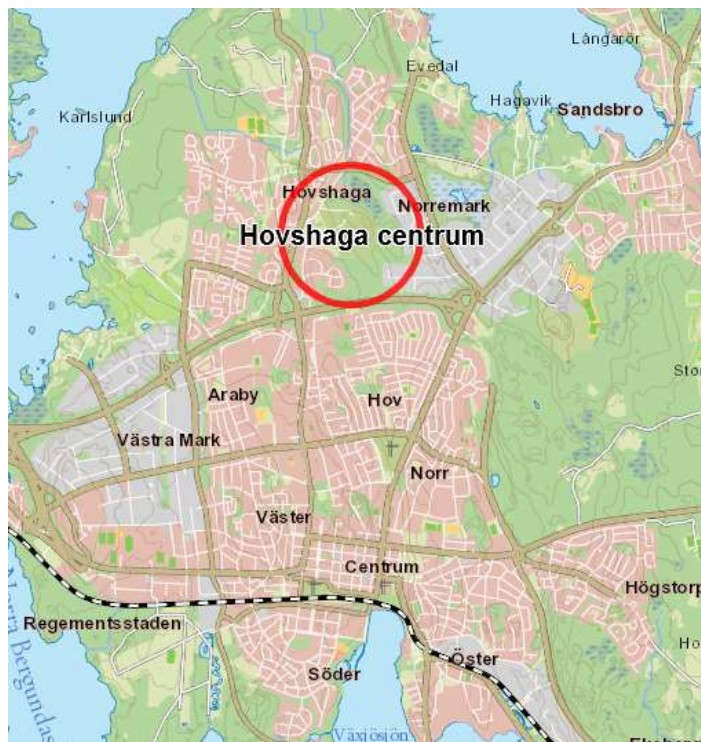 Långarör
Evedal
Hagavik
Sandsbro
Karlslund
Hovshaga
Norremark
Hovshaga centrum
Araby
Hov
Västra Mark
Norr
Väster
Centrum
Högstorp
Regementsstaden
Öster
Söder
Växjösjön